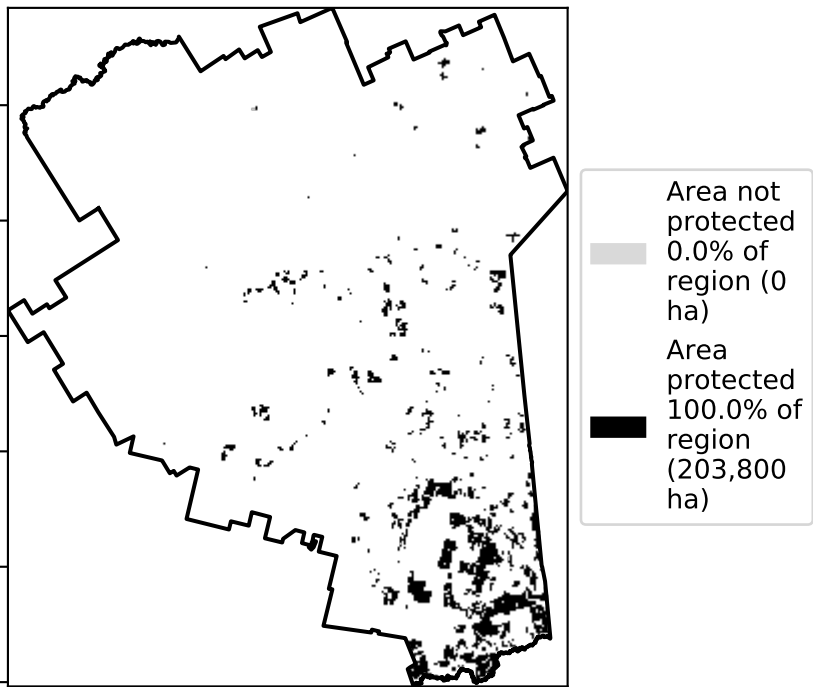 Area not
protected
0.0% of
region (0
ha)
Area
protected
100.0% of
region
(203,800
ha)